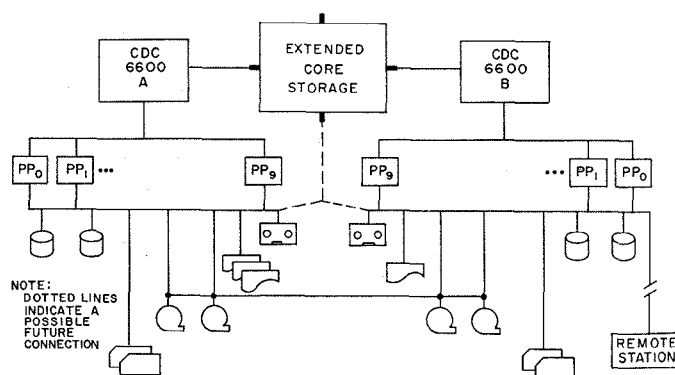 CDC
6600
A
EXTENDED
CORE
STORAGE
CDC
6600
B
PP₀
PP₁
•••
PP₉
PP₉
•••
PP₁
PP₀
NOTE:
DOTTED LINES
INDICATE A
POSSIBLE
FUTURE
CONNECTION
REMOTE
STATION